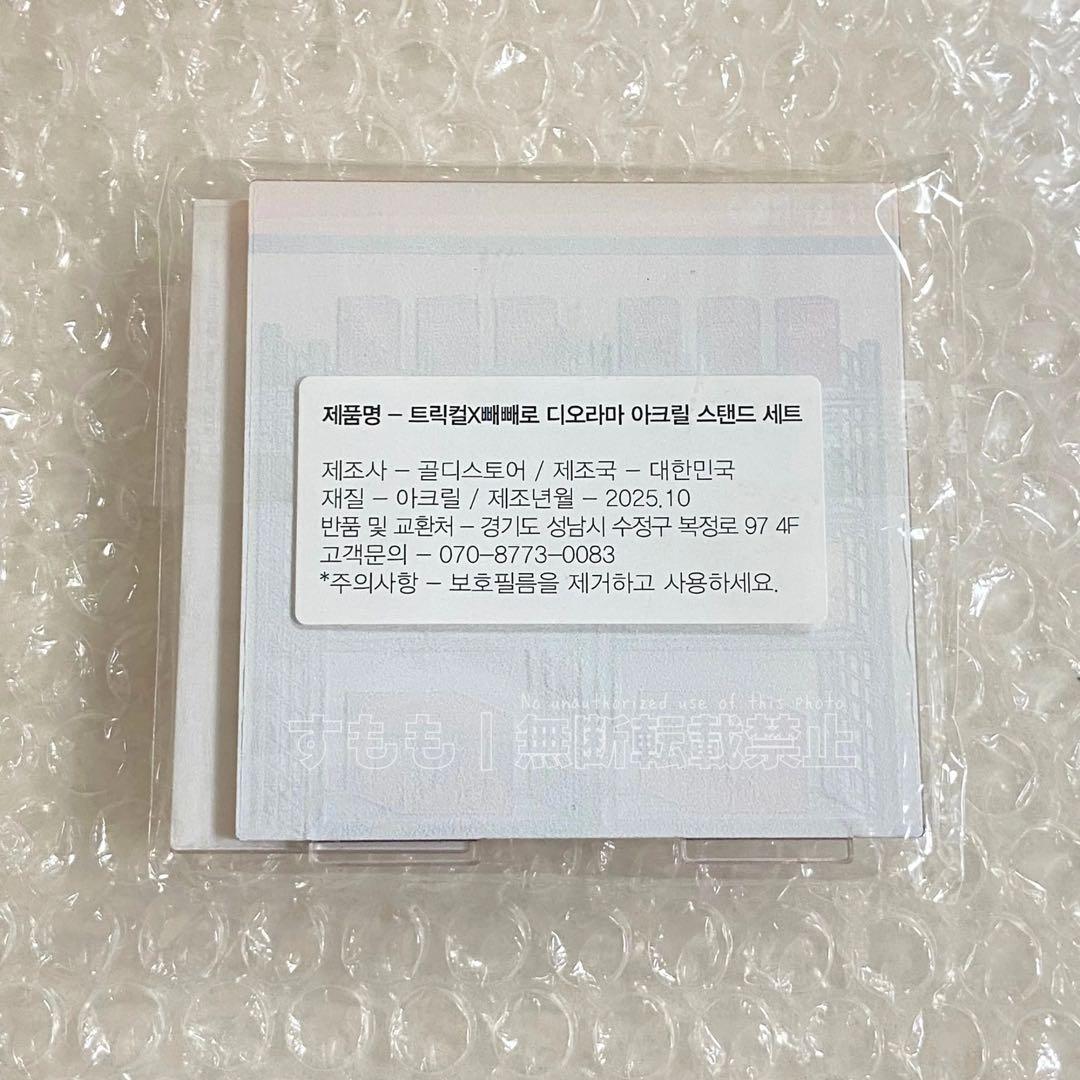 제품명 - 트릭컬X빼빼로 디오라마 아크릴 스탠드 세트
제조사 - 골디스토어 / 제조국 - 대한민국
재질 - 아크릴 / 제조년월 - 2025.10
반품 및 교환처 - 경기도 성남시 수정구 복정로 97 4F
고객문의 - 070-8773-0083
*주의사항 - 보호필름을 제거하고 사용하세요.
No unauthorized use of this photo
すもも | 無断転載禁止